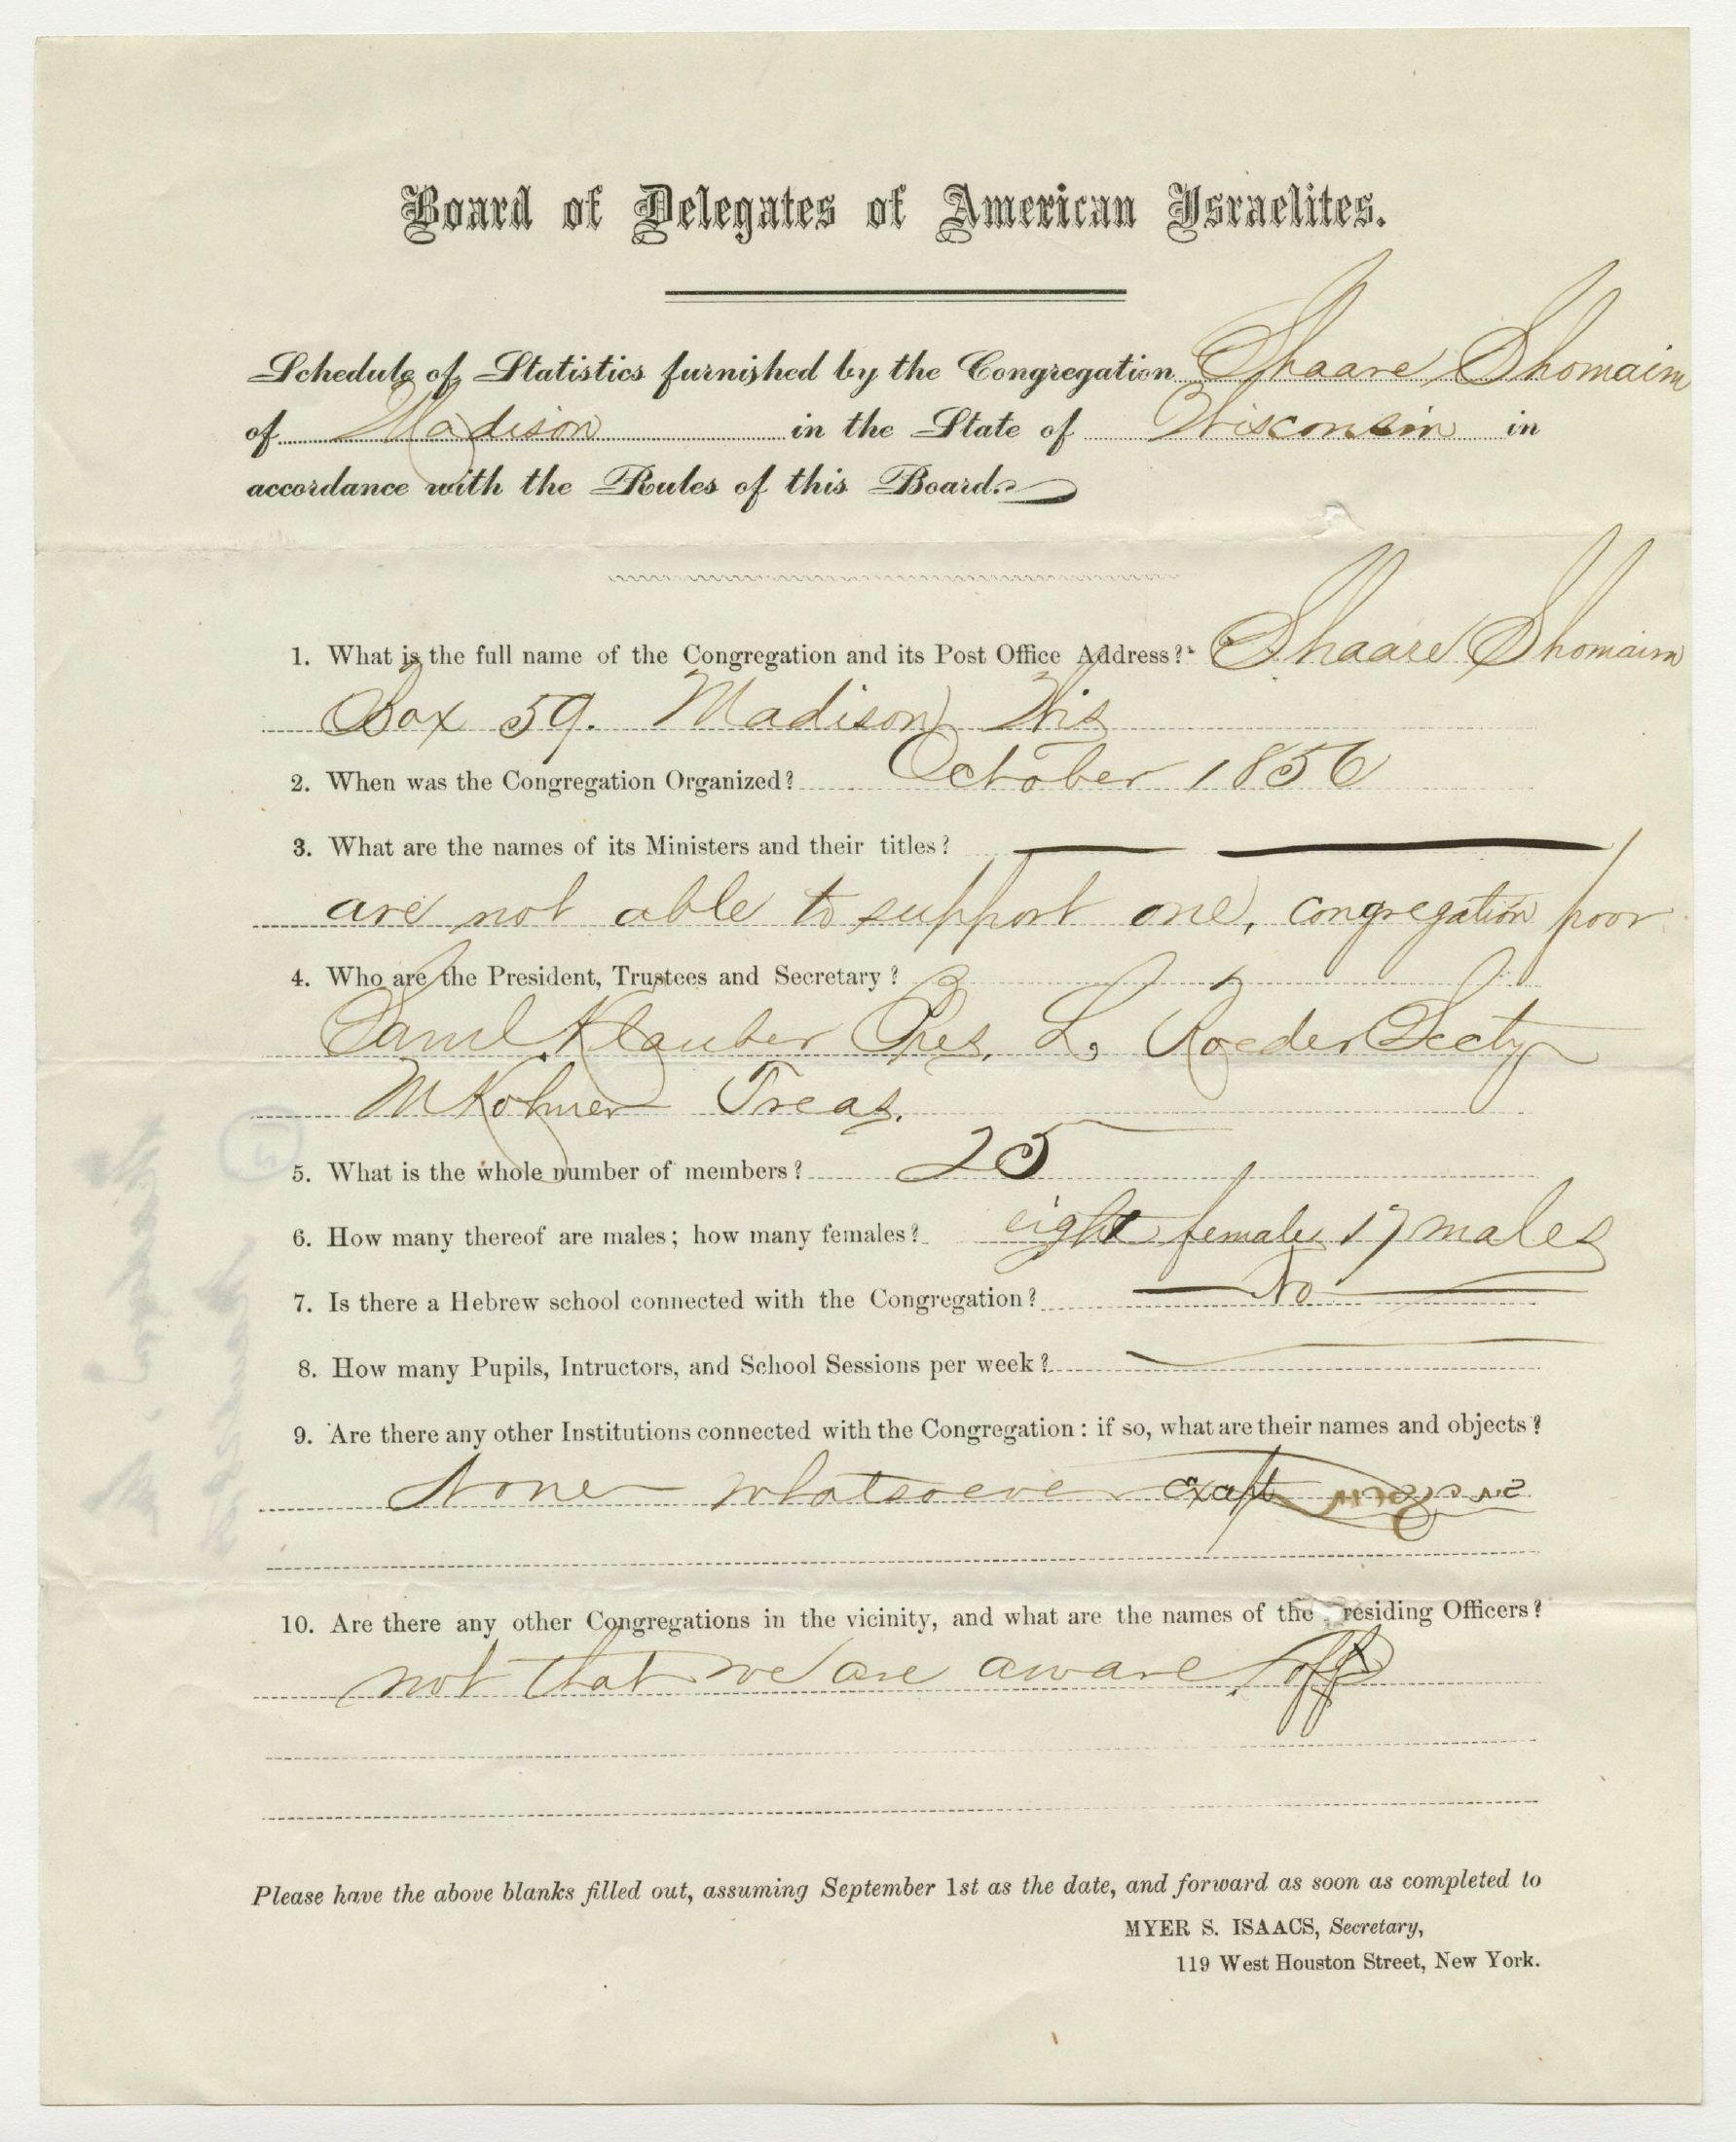 Board of Delegates of American Israelites.
Schedule of Statistics furnished by the Congregation Shaare Shomaim
of Madison in the State of Wisconsin in
accordance with the Rules of this Board.
1. What is the full name of the Congregation and its Post Office Address? Shaare Shomaim
Box 59. Madison Wis
2. When was the Congregation Organized? October 1856
3. What are the names of its Ministers and their titles?
are not able to support one, congregation poor
4. Who are the President, Trustees and Secretary?
Saml Klauber Pres. L. Roeder Secty
M Kohner Treas.
5. What is the whole number of members? 25
6. How many thereof are males; how many females? eight females 17 males
7. Is there a Hebrew school connected with the Congregation? No
8. How many Pupils, Intructors, and School Sessions per week?
9. Are there any other Institutions connected with the Congregation: if so, what are their names and objects?
None whatsoever exapt
10. Are there any other Congregations in the vicinity, and what are the names of the residing Officers?
not that we are aware off
Please have the above blanks filled out, assuming September 1st as the date, and forward as soon as completed to
MYER S. ISAACS, Secretary,
119 West Houston Street, New York.